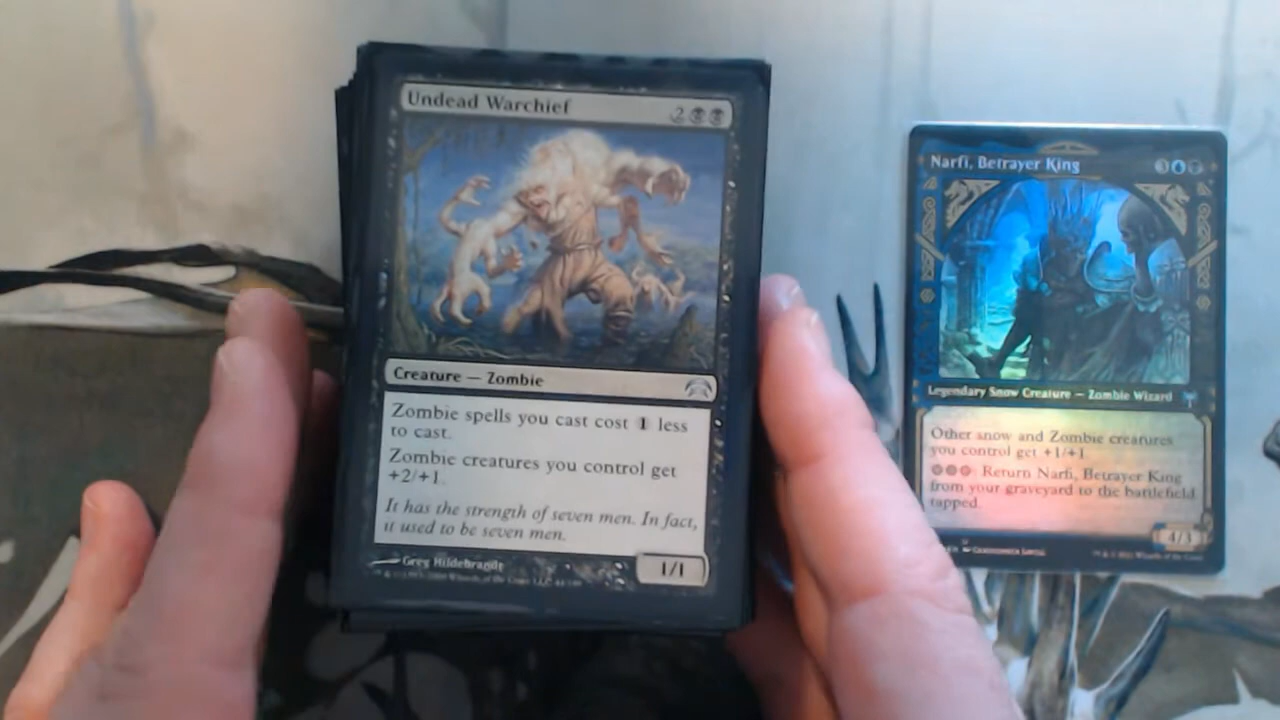 Undead Warchief 2
Creature — Zombie
Zombie spells you cast cost 1 less
to cast.
Zombie creatures you control get
+2/+1.
It has the strength of seven men. In fact,
it used to be seven men.
Greg Hildebrandt
1/1
Narfi, Betrayer King 3
Legendary Snow Creature — Zombie Wizard
Other snow and Zombie creatures
you control get +1/+1.
: Return Narfi, Betrayer King
from your graveyard to the battlefield
tapped.
4/3